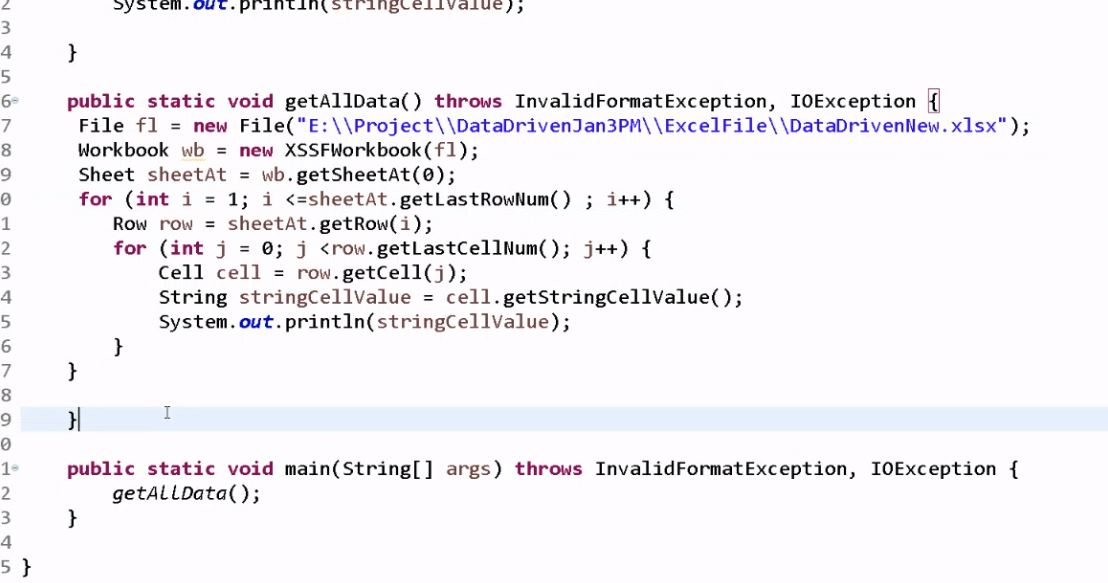 2 System.out.println(stringCellValue);
3
4 }
5
6 public static void getAllData() throws InvalidFormatException, IOException {
7 File fl = new File("E:\\Project\\DataDrivenJan3PM\\ExcelFile\\DataDrivenNew.xlsx");
8 Workbook wb = new XSSFWorkbook(fl);
9 Sheet sheetAt = wb.getSheetAt(0);
0 for (int i = 1; i <=sheetAt.getLastRowNum() ; i++) {
1 Row row = sheetAt.getRow(i);
2 for (int j = 0; j <row.getLastCellNum(); j++) {
3 Cell cell = row.getCell(j);
4 String stringCellValue = cell.getStringCellValue();
5 System.out.println(stringCellValue);
6 }
7 }
8
9 }
0
1 public static void main(String[] args) throws InvalidFormatException, IOException {
2 getAllData();
3 }
4
5 }